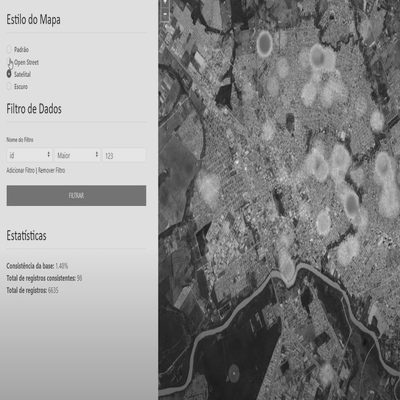 Estilo do Mapa
Padrão
Open Street
Satelital
Escuro
Filtro de Dados
Nome do Filtro
id Maior 123
Adicionar Filtro | Remover Filtro
FILTRAR
Estatísticas
Consistência da base: 1.48%
Total de registros consistentes: 98
Total de registros: 6635